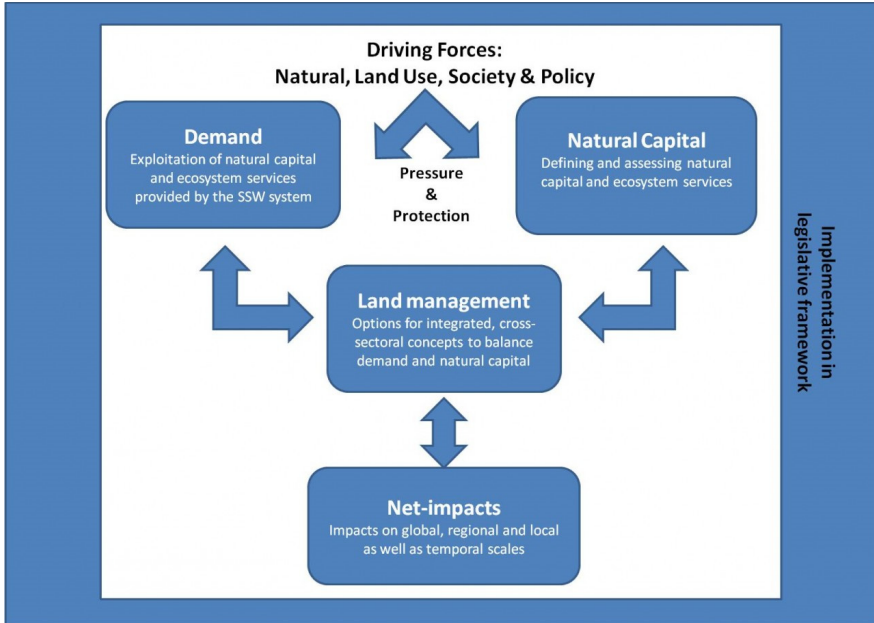 Driving Forces:
Natural, Land Use, Society & Policy
Demand
Exploitation of natural capital
and ecosystem services
provided by the SSW system
Pressure
&
Protection
Natural Capital
Defining and assessing natural
capital and ecosystem services
Land management
Options for integrated, cross-
sectoral concepts to balance
demand and natural capital
Net-impacts
Impacts on global, regional and local
as well as temporal scales
Implementation in
legislative framework